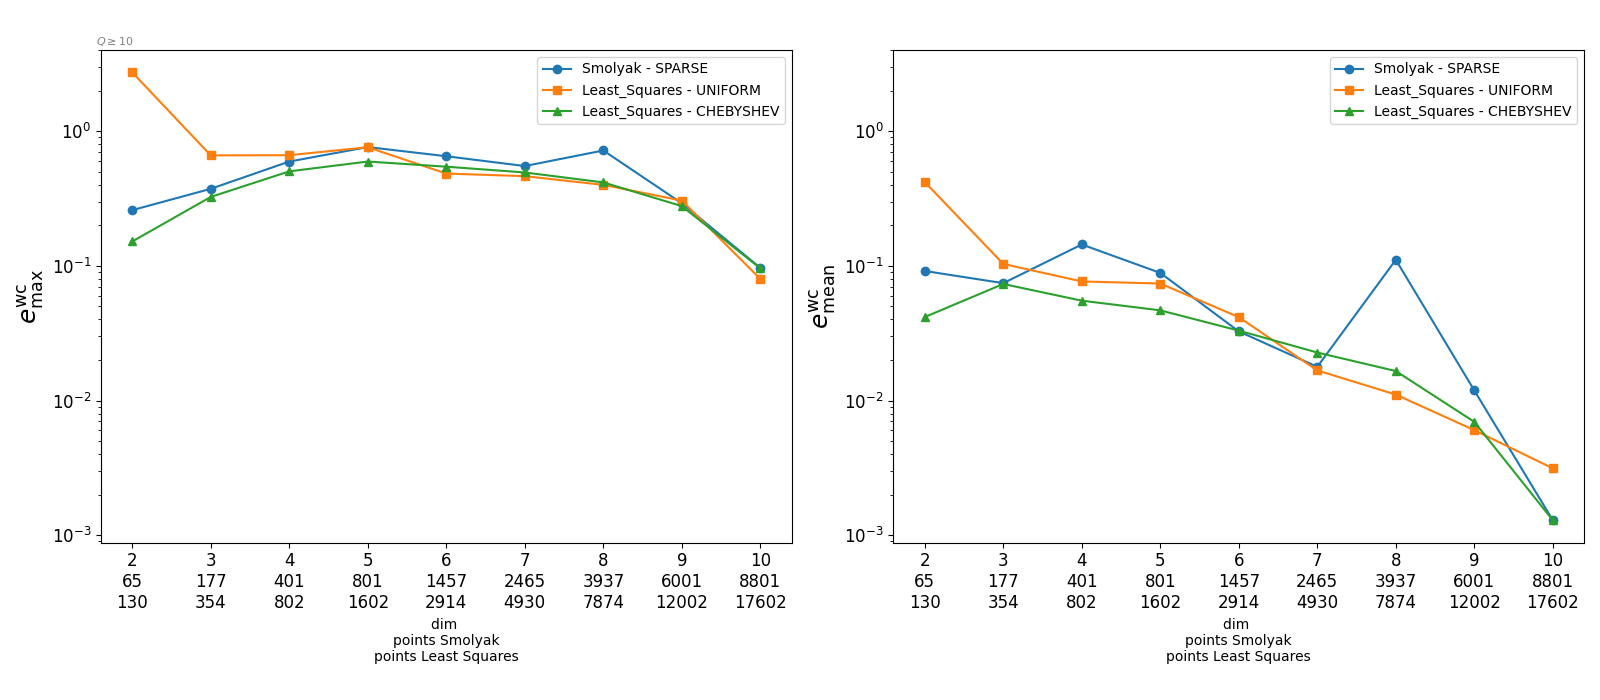 Q ≥ 10
Smolyak - SPARSE
Least_Squares - UNIFORM
Least_Squares - CHEBYSHEV
10^0
10^-1
10^-2
10^-3
e^wc_max
2 3 4 5 6 7 8 9 10
65 177 401 801 1457 2465 3937 6001 8801
130 354 802 1602 2914 4930 7874 12002 17602
dim
points Smolyak
points Least Squares
Smolyak - SPARSE
Least_Squares - UNIFORM
Least_Squares - CHEBYSHEV
10^0
10^-1
10^-2
10^-3
e^wc_mean
2 3 4 5 6 7 8 9 10
65 177 401 801 1457 2465 3937 6001 8801
130 354 802 1602 2914 4930 7874 12002 17602
dim
points Smolyak
points Least Squares